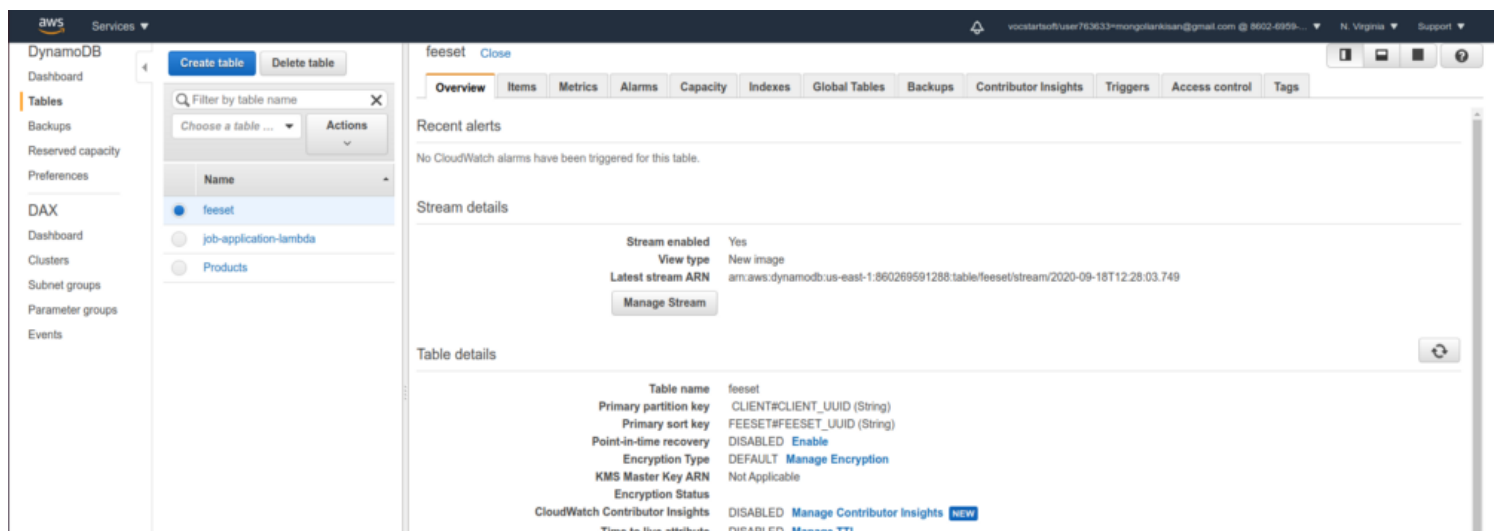 aws Services
vocstartsoft/user763633=mongoliankisan@gmail.com @ 8602-6959-... N. Virginia Support
DynamoDB
Dashboard
Tables
Backups
Reserved capacity
Preferences
DAX
Dashboard
Clusters
Subnet groups
Parameter groups
Events
Create table Delete table
Filter by table name
Choose a table ... Actions
Name
feeset
job-application-lambda
Products
feeset Close
Overview Items Metrics Alarms Capacity Indexes Global Tables Backups Contributor Insights Triggers Access control Tags
Recent alerts
No CloudWatch alarms have been triggered for this table.
Stream details
Stream enabled Yes
View type New image
Latest stream ARN arn:aws:dynamodb:us-east-1:860269591288:table/feeset/stream/2020-09-18T12:28:03.749
Manage Stream
Table details
Table name feeset
Primary partition key CLIENT#CLIENT_UUID (String)
Primary sort key FEESET#FEESET_UUID (String)
Point-in-time recovery DISABLED Enable
Encryption Type DEFAULT Manage Encryption
KMS Master Key ARN Not Applicable
Encryption Status
CloudWatch Contributor Insights DISABLED Manage Contributor Insights NEW
Time to live attribute DISABLED Manage TTL